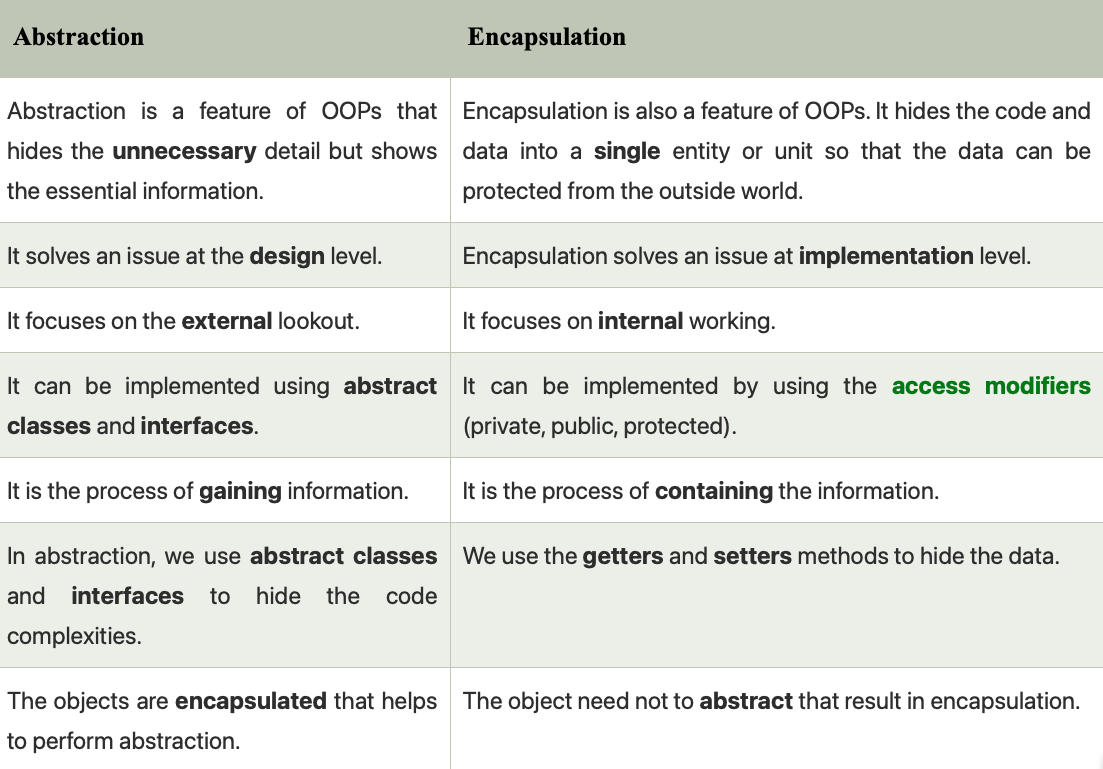 Abstraction
Encapsulation
Abstraction is a feature of OOPs that
hides the unnecessary detail but shows
the essential information.
Encapsulation is also a feature of OOPs. It hides the code and
data into a single entity or unit so that the data can be
protected from the outside world.
It solves an issue at the design level.
Encapsulation solves an issue at implementation level.
It focuses on the external lookout.
It focuses on internal working.
It can be implemented using abstract
classes and interfaces.
It can be implemented by using the access modifiers
(private, public, protected).
It is the process of gaining information.
It is the process of containing the information.
In abstraction, we use abstract classes
and interfaces to hide the code
complexities.
We use the getters and setters methods to hide the data.
The objects are encapsulated that helps
to perform abstraction.
The object need not to abstract that result in encapsulation.